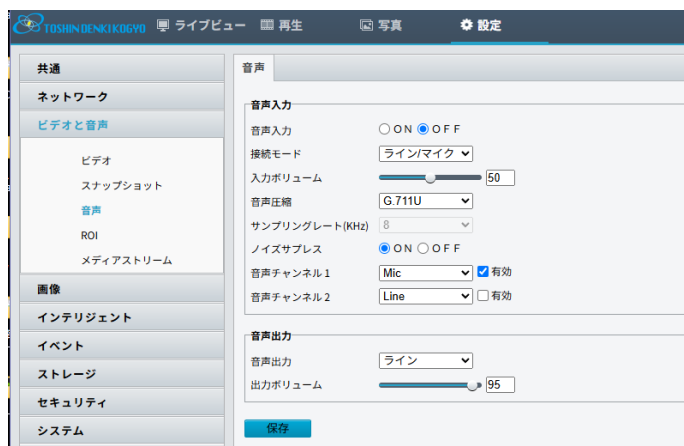 TOSHIN DENKI KOGYO ライブビュー 再生 写真 設定
共通
ネットワーク
ビデオと音声
ビデオ
スナップショット
音声
ROI
メディアストリーム
画像
インテリジェント
イベント
ストレージ
セキュリティ
システム
音声
音声入力
音声入力 ON OFF
接続モード ライン/マイク
入力ボリューム 50
音声圧縮 G.711U
サンプリングレート(KHz) 8
ノイズサプレス ON OFF
音声チャンネル1 Mic 有効
音声チャンネル2 Line 有効
音声出力
音声出力 ライン
出力ボリューム 95
保存